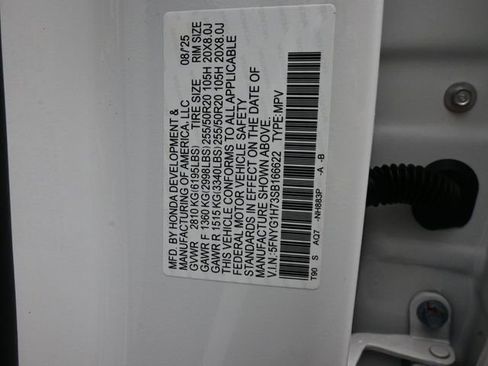 MFD. BY HONDA DEVELOPMENT &
MANUFACTURING OF AMERICA, LLC 08/'25
GVWR 2810 KG(6195LBS) TIRE SIZE RIM SIZE
GAWR F 1360 KG(2998LBS) 255/50R20 105H 20X8.0J
GAWR R 1515 KG(3340LBS) 255/50R20 105H 20X8.0J
THIS VEHICLE CONFORMS TO ALL APPLICABLE
FEDERAL MOTOR VEHICLE SAFETY
STANDARDS IN EFFECT ON THE DATE OF
MANUFACTURE SHOWN ABOVE.
V.I.N.:5FNYG1H73SB166622 TYPE:MPV
T90 S AQ7 -NH883P -A -B